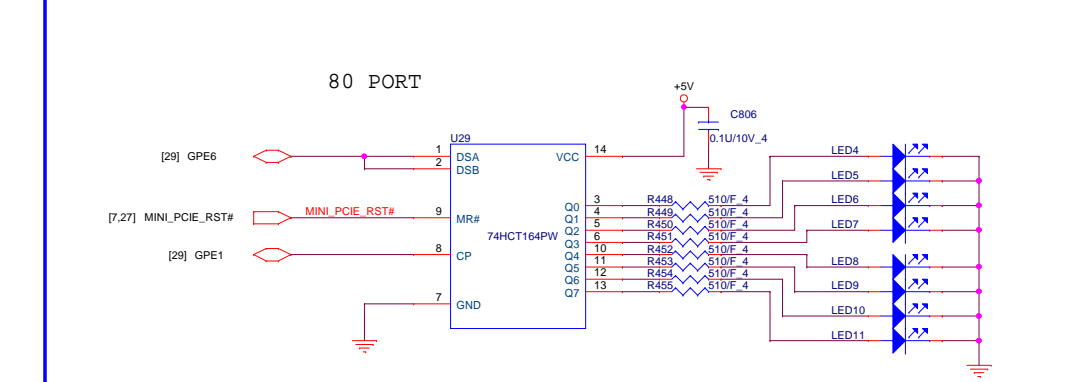 80 PORT
+5V
C806
0.1U/10V_4
U29
[29] GPE6
1 DSA
2 DSB
VCC 14
LED4
LED5
LED6
LED7
[7,27] MINI_PCIE_RST# MINI_PCIE_RST# 9 MR#
74HCT164PW
[29] GPE1 8 CP
7 GND
Q0 3 R448 510/F_4
Q1 4 R449 510/F_4
Q2 5 R450 510/F_4
Q3 6 R451 510/F_4
Q4 10 R452 510/F_4
Q5 11 R453 510/F_4
Q6 12 R454 510/F_4
Q7 13 R455 510/F_4
LED8
LED9
LED10
LED11